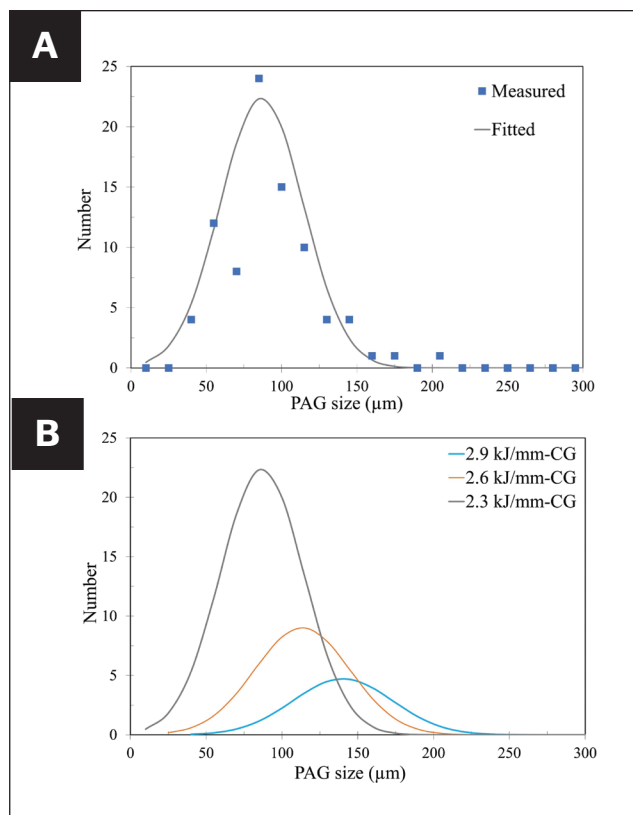 A
25
20
15
10
5
0
Number
Measured
Fitted
0 50 100 150 200 250 300
PAG size (µm)
B
25
20
15
10
5
0
Number
2.9 kJ/mm-CG
2.6 kJ/mm-CG
2.3 kJ/mm-CG
0 50 100 150 200 250 300
PAG size (µm)